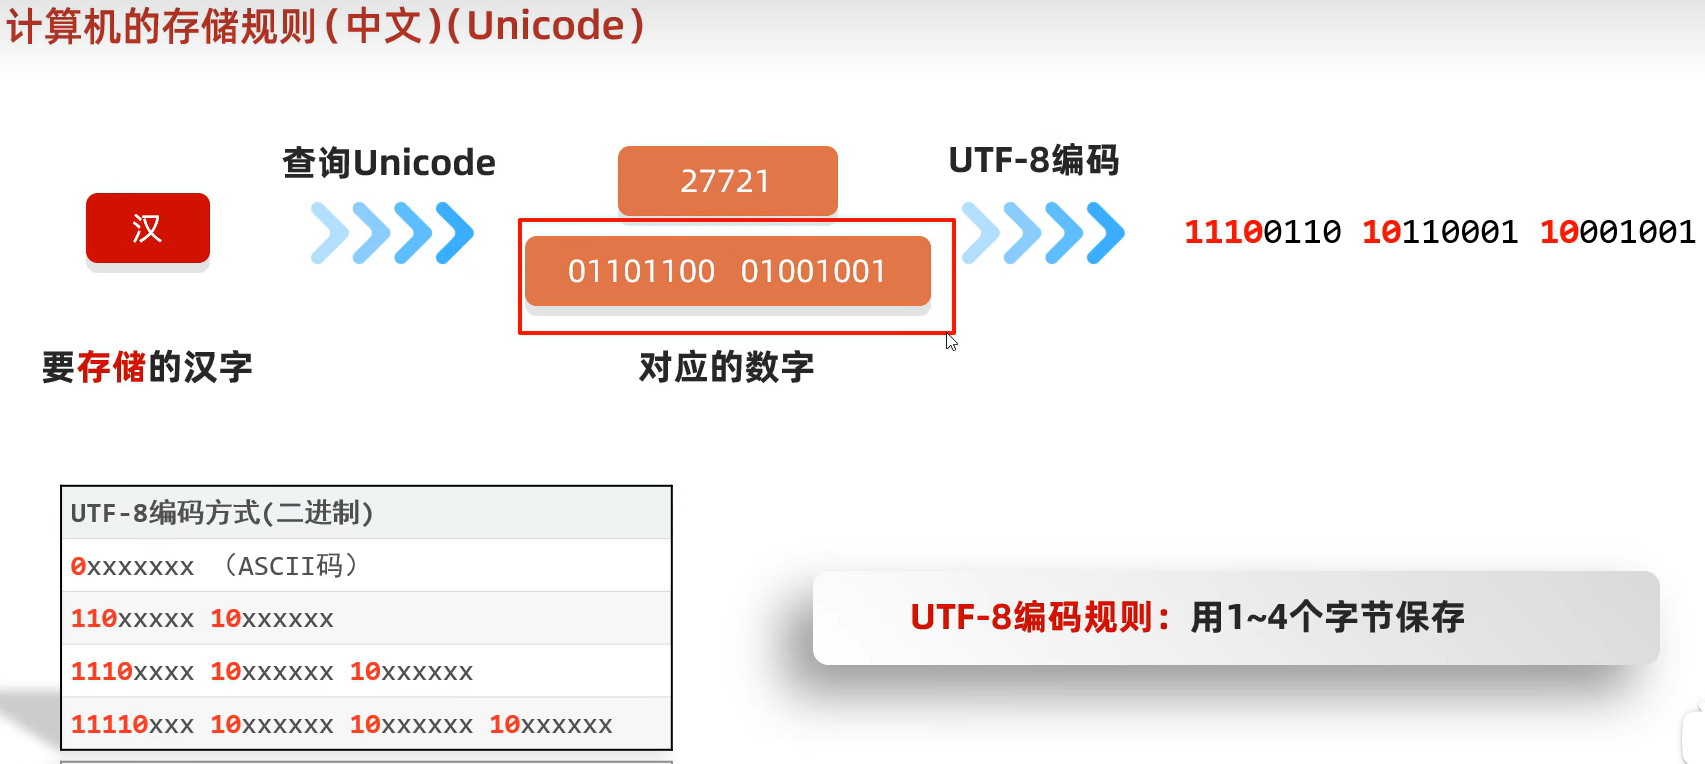 计算机的存储规则(中文)(Unicode)
查询Unicode
27721
UTF-8编码
汉
01101100 01001001
11100110 10110001 10001001
要存储的汉字
对应的数字
UTF-8编码方式(二进制)
0xxxxxxx （ASCII码）
110xxxxx 10xxxxxx
1110xxxx 10xxxxxx 10xxxxxx
11110xxx 10xxxxxx 10xxxxxx 10xxxxxx
UTF-8编码规则：用1~4个字节保存